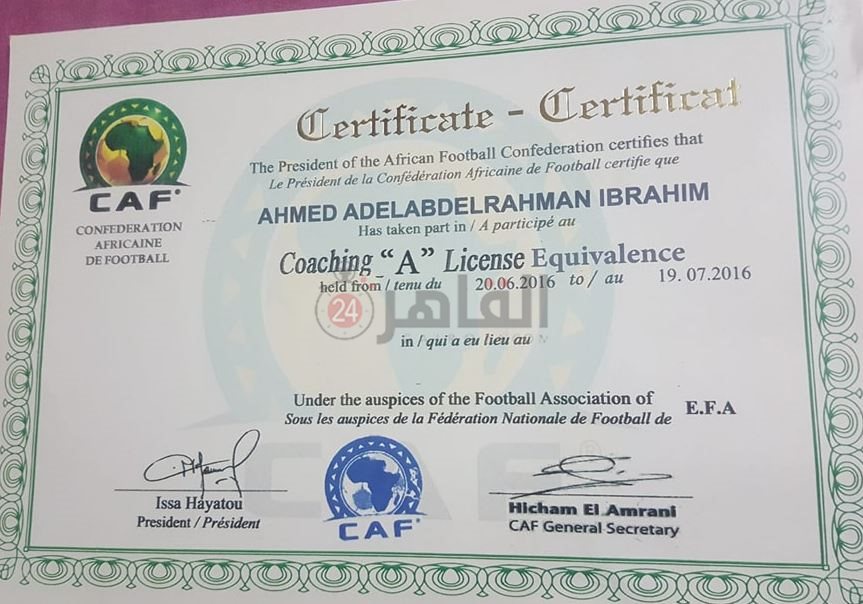 Certificate - Certificat
The President of the African Football Confederation certifies that
Le Président de la Confédération Africaine de Football certifie que
CAF
CONFEDERATION
AFRICAINE
DE FOOTBALL
AHMED ADELABDELRAHMAN IBRAHIM
Has taken part in / A participé au
Coaching “A” License Equivalence
held from / tenu du 20.06.2016 to / au 19.07.2016
القاهر 24
in / qui a eu lieu au
Under the auspices of the Football Association of
Sous les auspices de la Fédération Nationale de Football de
E.F.A
Issa Hayatou
President / Président
CAF
Hicham El Amrani
CAF General Secretary
CAF